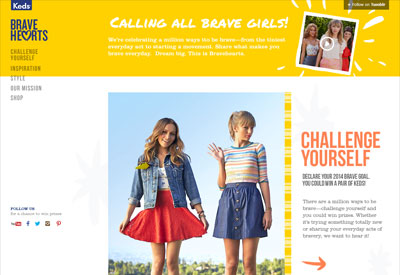 Keds
BRAVE
HEARTS
CHALLENGE
YOURSELF
INSPIRATION
STYLE
OUR MISSION
SHOP
FOLLOW US
for a chance to win prizes
CALLING ALL BRAVE GIRLS!
We're celebrating a million ways to be brave—from the tiniest
everyday act to starting a movement. Share what makes you
brave everyday. Dream Big. This is Bravehearts.
follow on tumblr
CHALLENGE
YOURSELF
DECLARE YOUR 2014 BRAVE GOAL.
YOU COULD WIN A PAIR OF KEDS!
There are a million ways to be
brave—challenge yourself and
you could win prizes. Whether
it's trying something totally new
or sharing your everyday acts of
bravery, we want to hear it!